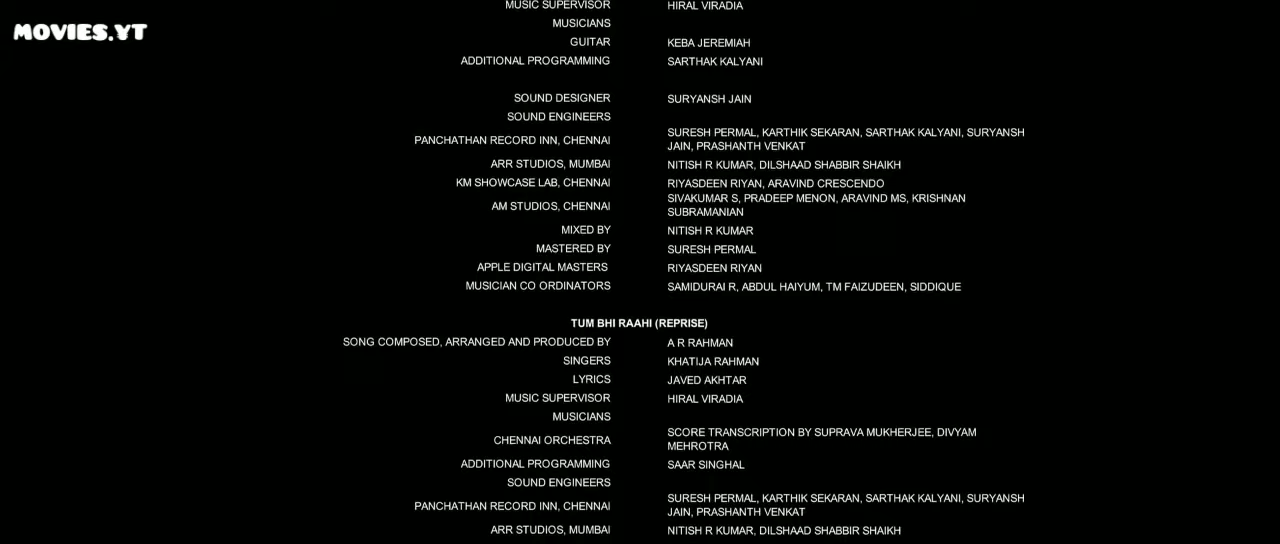 MUSIC SUPERVISOR HIRAL VIRADIA
MOVIES.YT
MUSICIANS
GUITAR KEBA JEREMIAH
ADDITIONAL PROGRAMMING SARTHAK KALYANI
SOUND DESIGNER SURYANSH JAIN
SOUND ENGINEERS
PANCHATHAN RECORD INN, CHENNAI SURESH PERMAL, KARTHIK SEKARAN, SARTHAK KALYANI, SURYANSH
JAIN, PRASHANTH VENKAT
ARR STUDIOS, MUMBAI NITISH R KUMAR, DILSHAAD SHABBIR SHAIKH
KM SHOWCASE LAB, CHENNAI RIYASDEEN RIYAN, ARAVIND CRESCENDO
AM STUDIOS, CHENNAI SIVAKUMAR S, PRADEEP MENON, ARAVIND MS, KRISHNAN
SUBRAMANIAN
MIXED BY NITISH R KUMAR
MASTERED BY SURESH PERMAL
APPLE DIGITAL MASTERS RIYASDEEN RIYAN
MUSICIAN CO ORDINATORS SAMIDURAI R, ABDUL HAIYUM, TM FAIZUDEEN, SIDDIQUE
TUM BHI RAAHI (REPRISE)
SONG COMPOSED, ARRANGED AND PRODUCED BY A R RAHMAN
SINGERS KHATIJA RAHMAN
LYRICS JAVED AKHTAR
MUSIC SUPERVISOR HIRAL VIRADIA
MUSICIANS
CHENNAI ORCHESTRA SCORE TRANSCRIPTION BY SUPRAVA MUKHERJEE, DIVYAM
MEHROTRA
ADDITIONAL PROGRAMMING SAAR SINGHAL
SOUND ENGINEERS
PANCHATHAN RECORD INN, CHENNAI SURESH PERMAL, KARTHIK SEKARAN, SARTHAK KALYANI, SURYANSH
JAIN, PRASHANTH VENKAT
ARR STUDIOS, MUMBAI NITISH R KUMAR, DILSHAAD SHABBIR SHAIKH